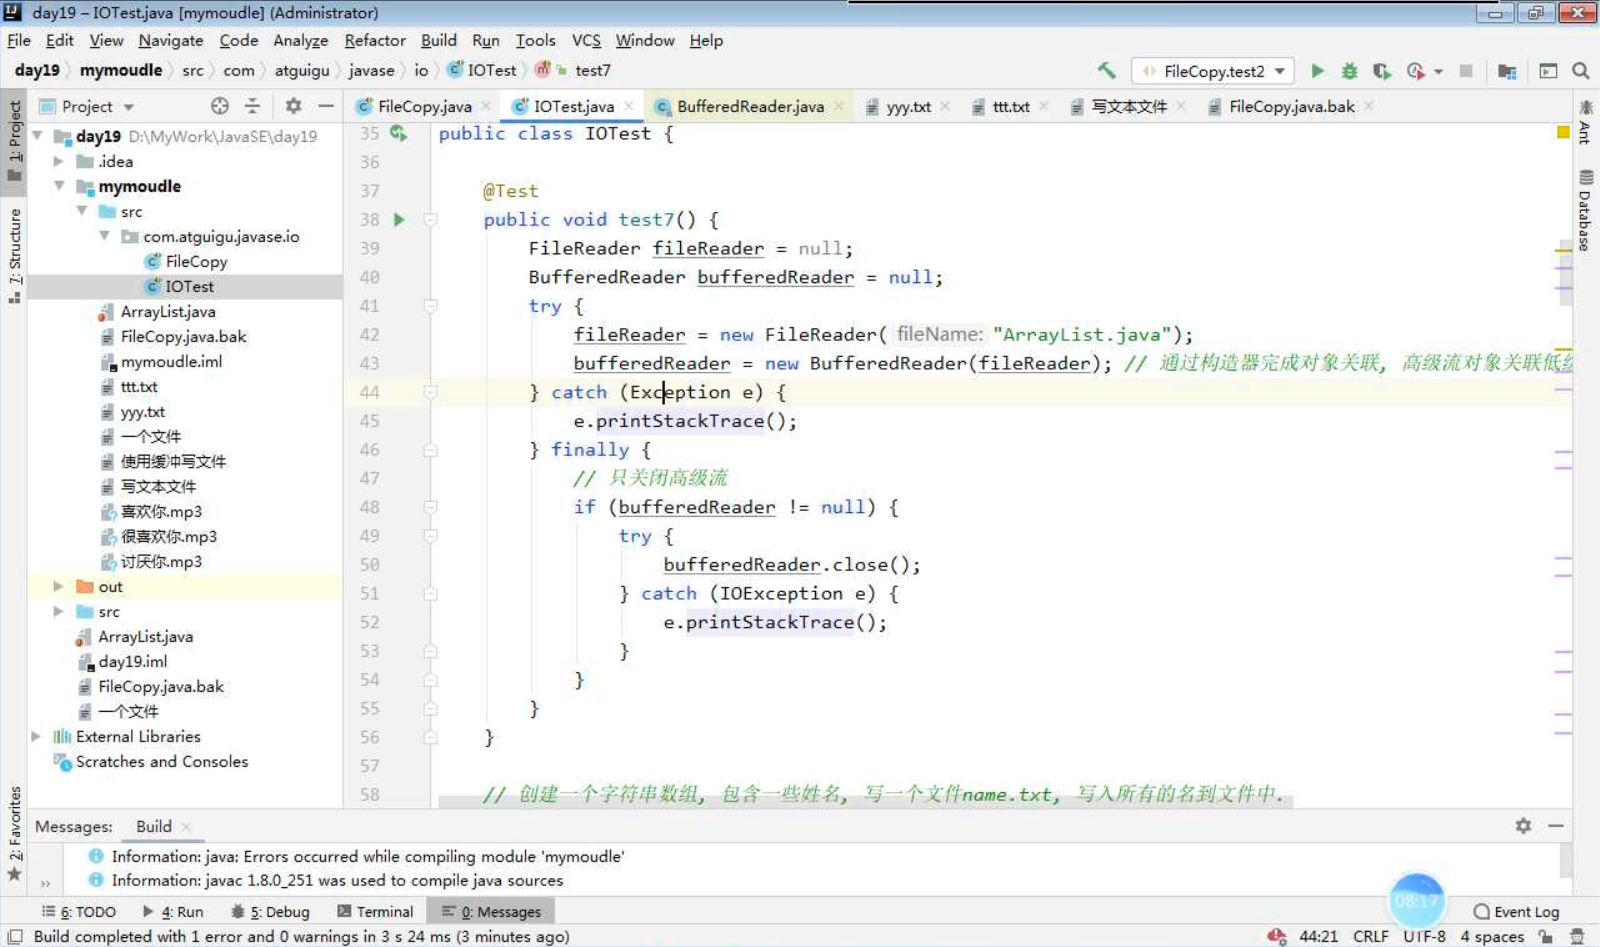 day19 – IOTest.java [mymoudle] (Administrator)
File Edit View Navigate Code Analyze Refactor Build Run Tools VCS Window Help
day19 mymoudle src com atguigu javase io IOTest test7 FileCopy.test2
Project
FileCopy.java IOTest.java BufferedReader.java yyy.txt ttt.txt 写文本文件 FileCopy.java.bak
1: Project
7: Structure
2: Favorites
Ant
Database
day19 D:\MyWork\JavaSE\day19
.idea
mymoudle
src
com.atguigu.javase.io
FileCopy
IOTest
ArrayList.java
FileCopy.java.bak
mymoudle.iml
ttt.txt
yyy.txt
一个文件
使用缓冲写文件
写文本文件
喜欢你.mp3
很喜欢你.mp3
讨厌你.mp3
out
src
ArrayList.java
day19.iml
FileCopy.java.bak
一个文件
External Libraries
Scratches and Consoles
35 public class IOTest {
36
37 @Test
38 public void test7() {
39 FileReader fileReader = null;
40 BufferedReader bufferedReader = null;
41 try {
42 fileReader = new FileReader( fileName: "ArrayList.java");
43 bufferedReader = new BufferedReader(fileReader); // 通过构造器完成对象关联, 高级流对象关联低级
44 } catch (Exception e) {
45 e.printStackTrace();
46 } finally {
47 // 只关闭高级流
48 if (bufferedReader != null) {
49 try {
50 bufferedReader.close();
51 } catch (IOException e) {
52 e.printStackTrace();
53 }
54 }
55 }
56 }
57
58 // 创建一个字符串数组, 包含一些姓名, 写一个文件name.txt, 写入所有的名到文件中.
Messages: Build
Information: java: Errors occurred while compiling module 'mymoudle'
Information: javac 1.8.0_251 was used to compile java sources
08:17
6: TODO 4: Run 5: Debug Terminal 0: Messages Event Log
Build completed with 1 error and 0 warnings in 3 s 24 ms (3 minutes ago) 44:21 CRLF UTF-8 4 spaces